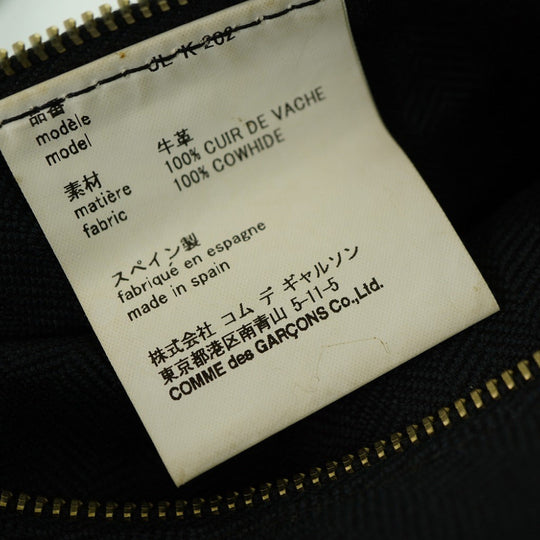 品番 JL-K 202
modèle
model
素材 牛革
matière 100% CUIR DE VACHE
fabric 100% COWHIDE
スペイン製
fabriqué en espagne
made in spain
株式会社 コム デ ギャルソン
東京都港区南青山 5-11-5
COMME des GARÇONS Co.,Ltd.